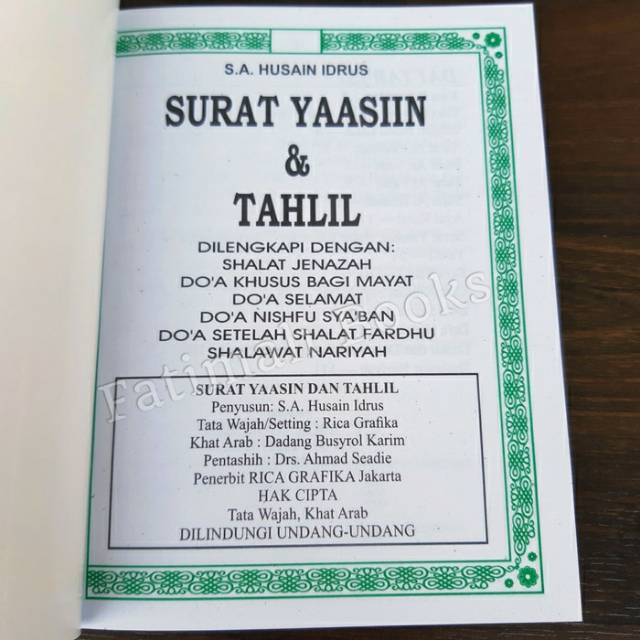 S.A. HUSAIN IDRUS
SURAT YAASIIN
&
TAHLIL
DILENGKAPI DENGAN:
SHALAT JENAZAH
DO'A KHUSUS BAGI MAYAT
DO'A SELAMAT
DO'A NISHFU SYA'BAN
DO'A SETELAH SHALAT FARDHU
SHALAWAT NARIYAH
Fatimah Books
SURAT YAASIN DAN TAHLIL
Penyusun: S.A. Husain Idrus
Tata Wajah/Setting : Rica Grafika
Khat Arab : Dadang Busyrol Karim
Pentashih : Drs. Ahmad Seadie
Penerbit RICA GRAFIKA Jakarta
HAK CIPTA
Tata Wajah, Khat Arab
DILINDUNGI UNDANG-UNDANG